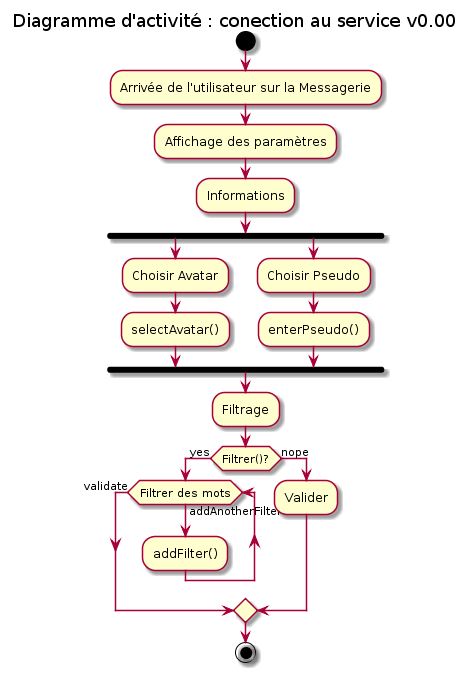 Diagramme d'activité : conection au service v0.00
Arrivée de l'utilisateur sur la Messagerie
Affichage des paramètres
Informations
Choisir Avatar
Choisir Pseudo
selectAvatar()
enterPseudo()
Filtrage
Filtrer()?
yes
nope
validate
Filtrer des mots
Valider
addAnotherFilter
addFilter()